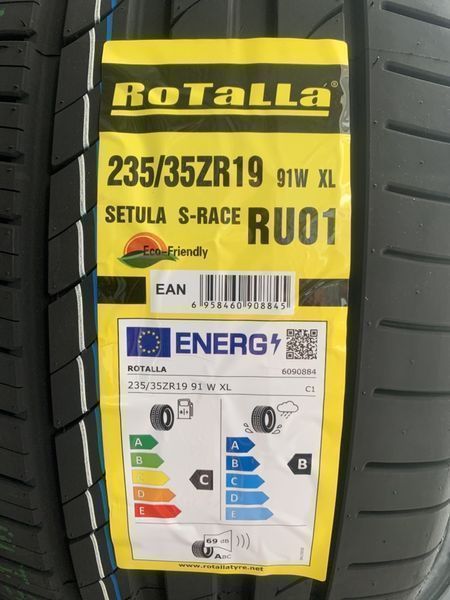 RoTaLLa®
235/35ZR19 91W XL
SETULA S-RACE RU01
Eco-Friendly
EAN
6 958460 908845
ENERG
ROTALLA 6090884
235/35ZR19 91 W XL C1
A
B
C
D
E
C
A
B
C
D
E
B
69 dB
ABC
www.rotallatyre.net